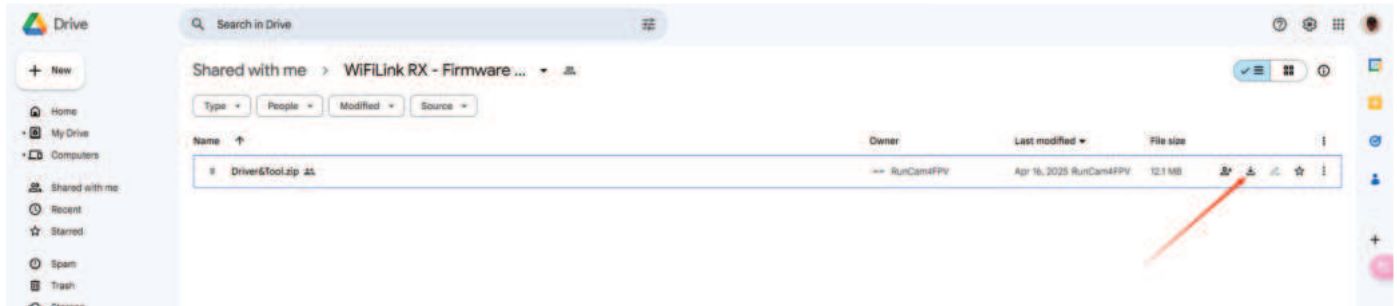 Drive
Search in Drive
New
Shared with me > WiFiLink RX - Firmware ...
Type People Modified Source
Home
My Drive
Computers
Shared with me
Recent
Starred
Spam
Trash
Name Owner Last modified File size
Driver&Tool.zip RunCam4FPV Apr 16, 2025 RunCam4FPV 12.1 MB